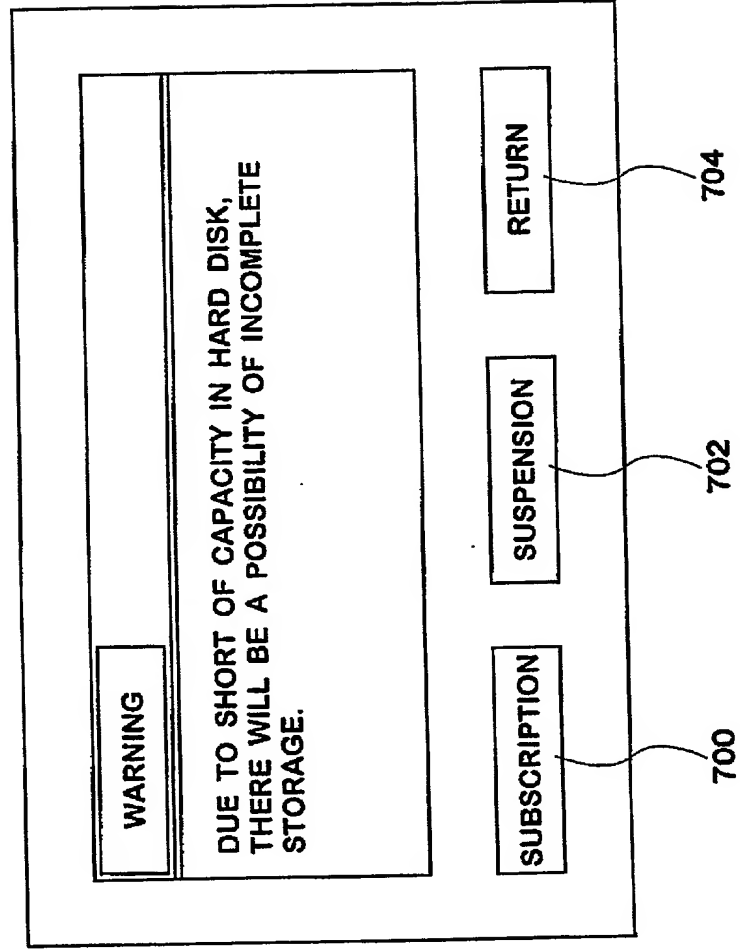 WARNING
DUE TO SHORT OF CAPACITY IN HARD DISK,
THERE WILL BE A POSSIBILITY OF INCOMPLETE
STORAGE.
SUBSCRIPTION
SUSPENSION
RETURN
700
702
704